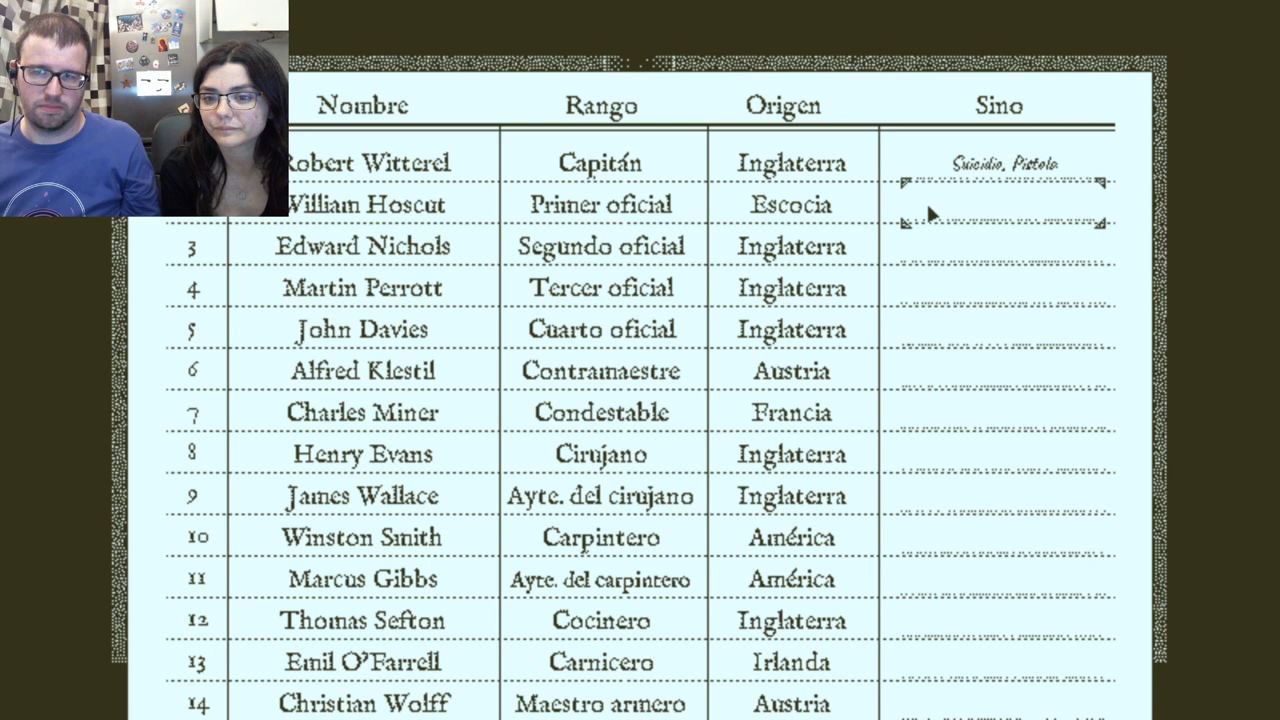 Nombre Rango Origen Sino
Robert Witterel Capitán Inglaterra Suicidio, Pistola
William Hoscut Primer oficial Escocia
3 Edward Nichols Segundo oficial Inglaterra
4 Martin Perrott Tercer oficial Inglaterra
5 John Davies Cuarto oficial Inglaterra
6 Alfred Klestil Contramaestre Austria
7 Charles Miner Condestable Francia
8 Henry Evans Cirujano Inglaterra
9 James Wallace Ayte. del cirujano Inglaterra
10 Winston Smith Carpintero América
11 Marcus Gibbs Ayte. del carpintero América
12 Thomas Sefton Cocinero Inglaterra
13 Emil O'Farrell Carnicero Irlanda
14 Christian Wolff Maestro armero Austria